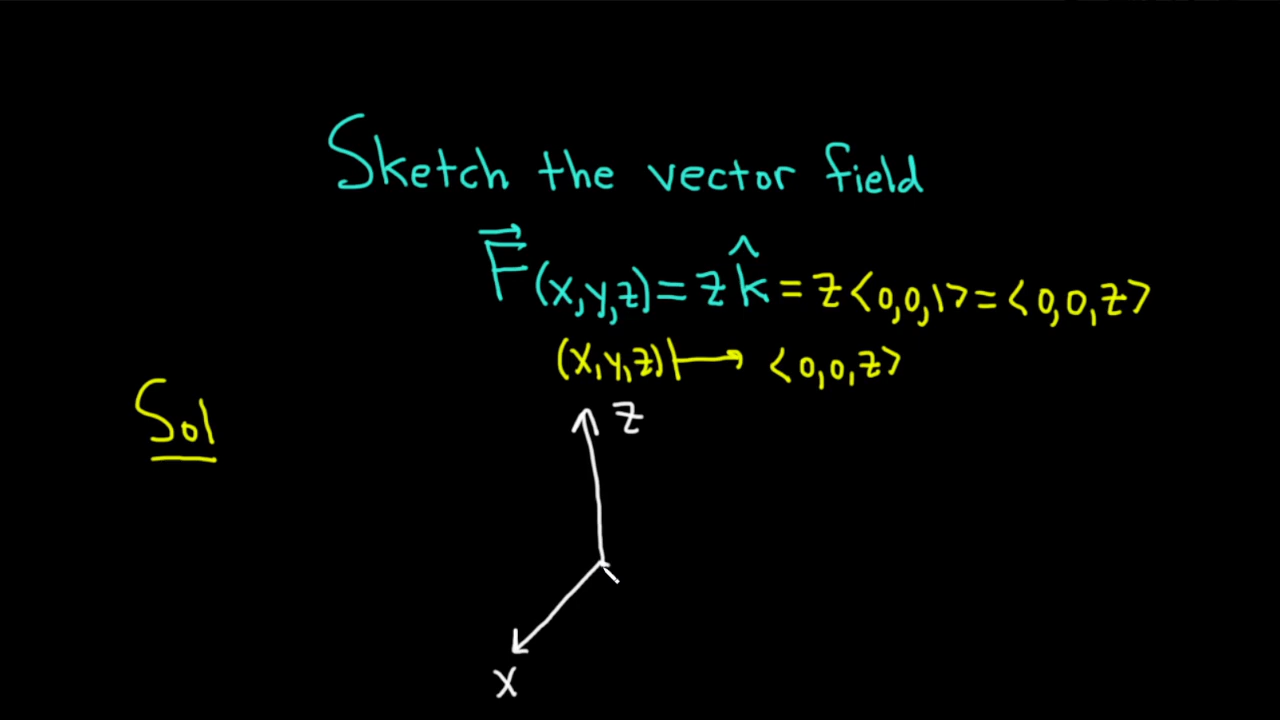 Sketch the vector field
F⃗(x,y,z) = z k̂ = z<0,0,1> = <0,0,z>
(x,y,z) ↦ <0,0,z>
Sol
z
x